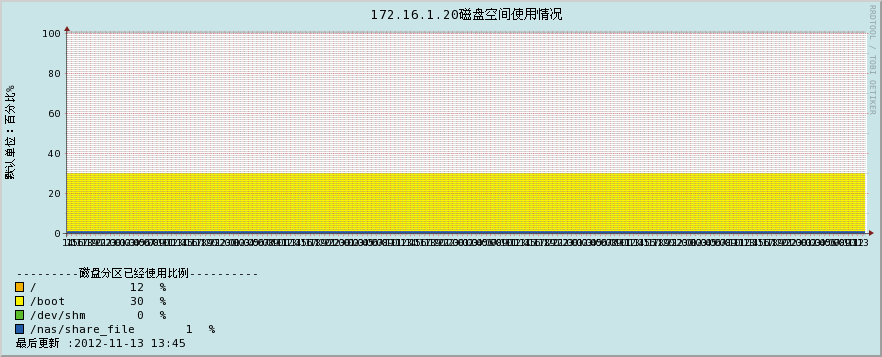 172.16.1.20磁盘空间使用情况
RRDTOOL / TOBI OETIKER
默认单位：百分比%
100
80
60
40
20
0
---------磁盘分区已经使用比例----------
/ 12 %
/boot 30 %
/dev/shm 0 %
/nas/share_file 1 %
最后更新 :2012-11-13 13:45